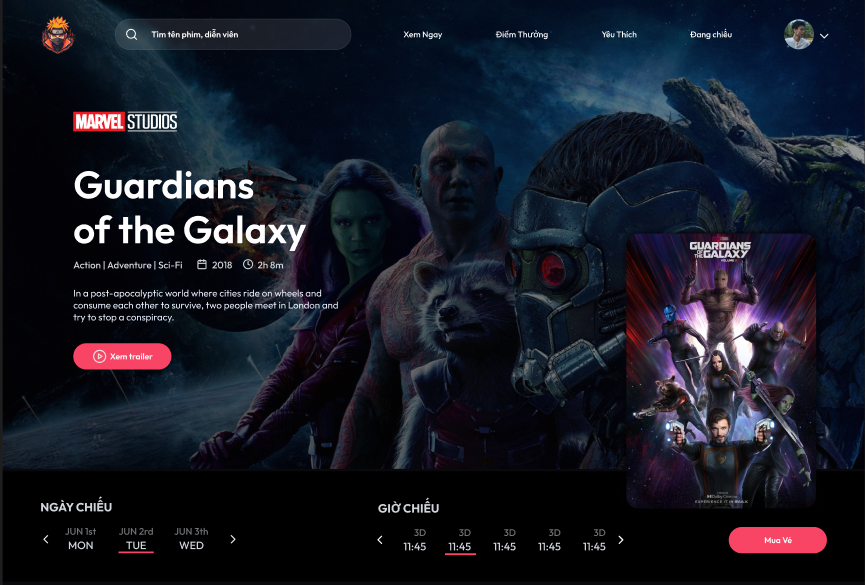 Tìm tên phim, diễn viên
Xem Ngay
Điểm Thưởng
Yêu Thích
Đang chiếu
MARVEL STUDIOS
Guardians
of the Galaxy
Action | Adventure | Sci-Fi
2018
2h 8m
In a post-apocalyptic world where cities ride on wheels and
consume each other to survive, two people meet in London and
try to stop a conspiracy.
Xem trailer
GUARDIANS
OF THE GALAXY
NGÀY CHIẾU
JUN 1st
MON
JUN 2rd
TUE
JUN 3th
WED
GIỜ CHIẾU
3D
11:45
3D
11:45
3D
11:45
3D
11:45
3D
11:45
Mua Vé